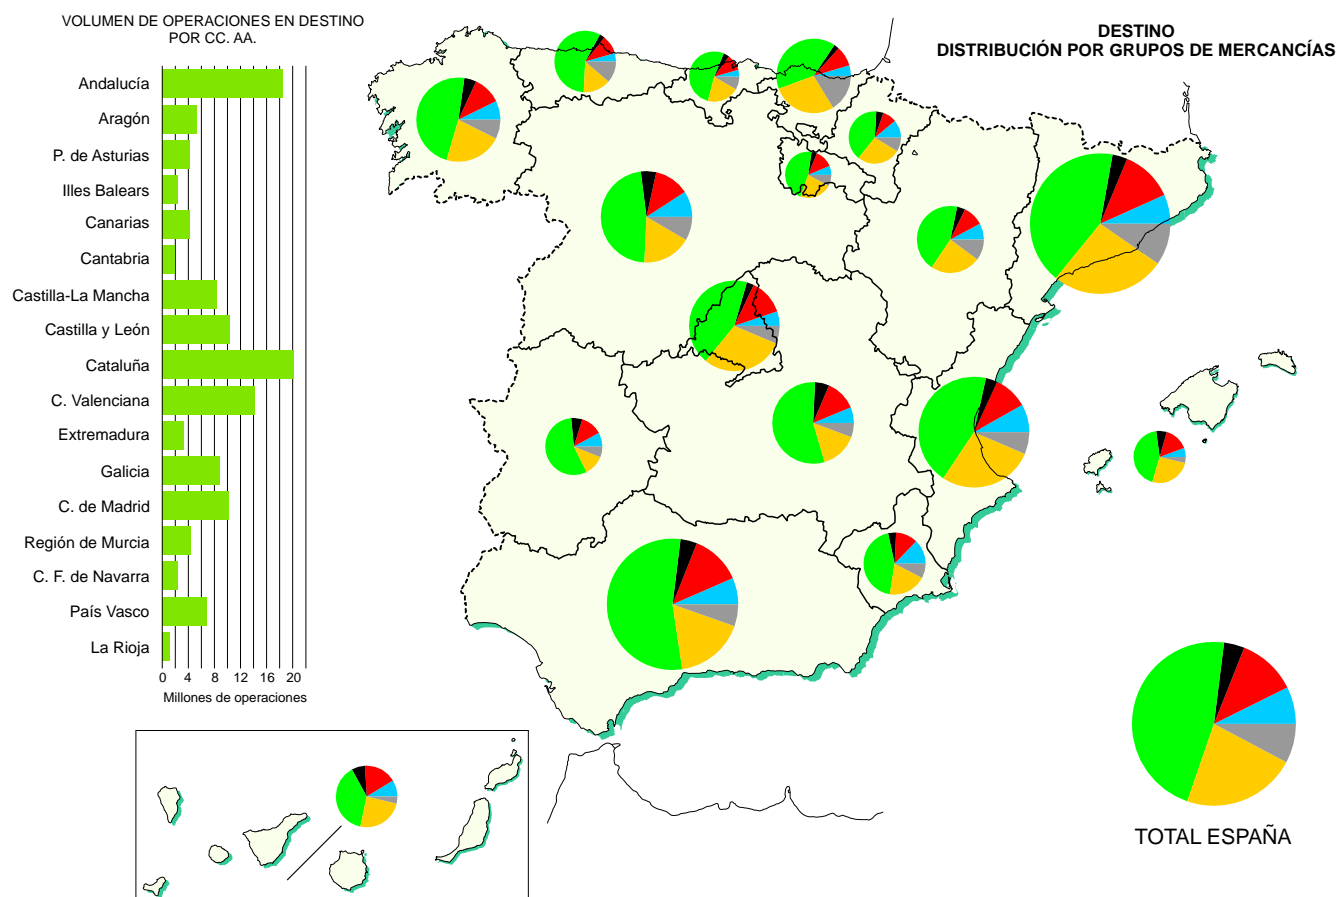 VOLUMEN DE OPERACIONES EN DESTINO
POR CC. AA.
DESTINO
DISTRIBUCIÓN POR GRUPOS DE MERCANCÍAS
Andalucía
Aragón
P. de Asturias
Illes Balears
Canarias
Cantabria
Castilla-La Mancha
Castilla y León
Cataluña
C. Valenciana
Extremadura
Galicia
C. de Madrid
Región de Murcia
C. F. de Navarra
País Vasco
La Rioja
0 4 8 12 16 20
Millones de operaciones
TOTAL ESPAÑA